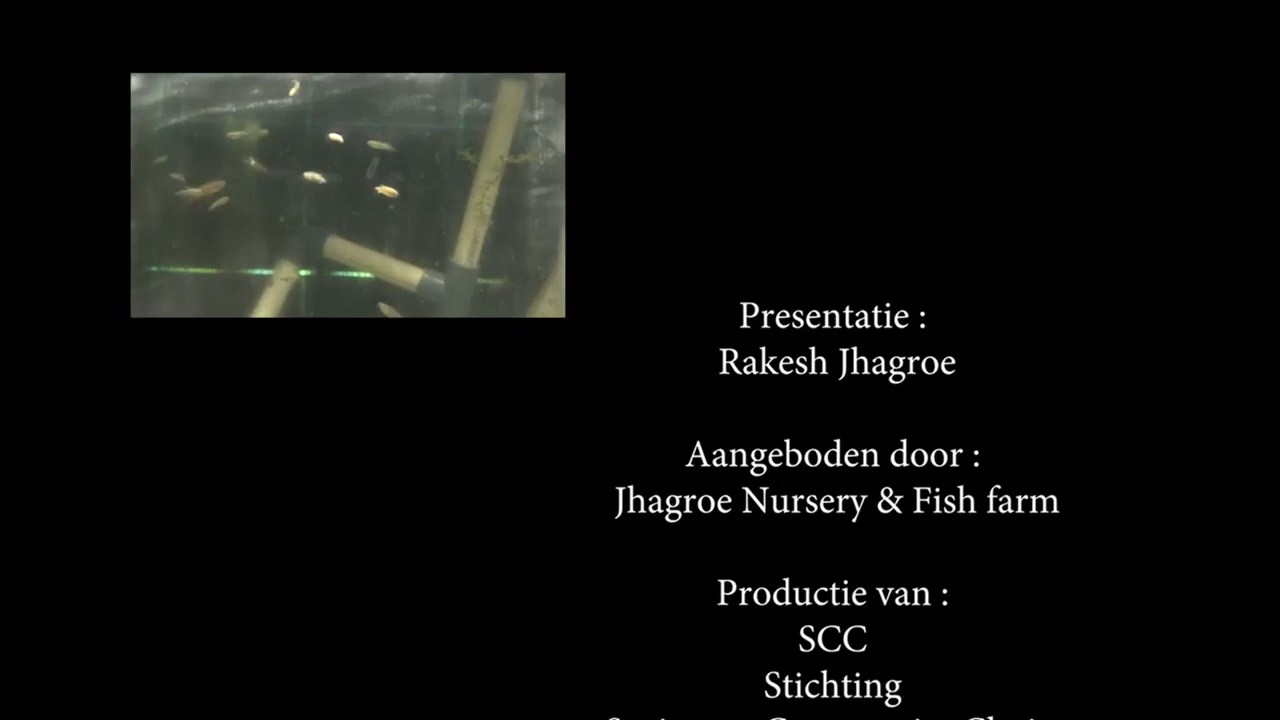 Presentatie :
Rakesh Jhagroe
Aangeboden door :
Jhagroe Nursery & Fish farm
Productie van :
SCC
Stichting